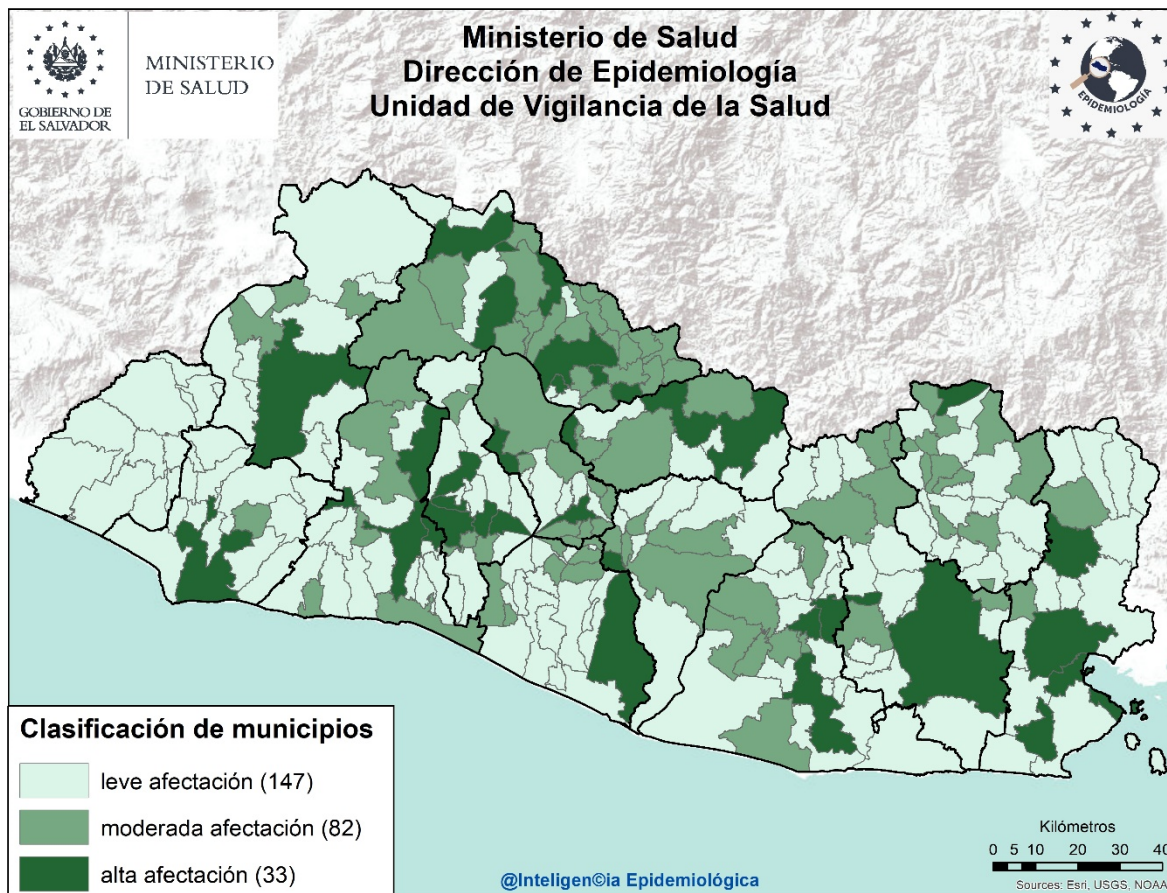 GOBIERNO DE
EL SALVADOR
MINISTERIO
DE SALUD
Ministerio de Salud
Dirección de Epidemiología
Unidad de Vigilancia de la Salud
EPIDEMIOLOGÍA
Clasificación de municipios
leve afectación (147)
moderada afectación (82)
alta afectación (33)
@Inteligen©ia Epidemiológica
Kilómetros
0 5 10 20 30 40
Sources: Esri, USGS, NOAA